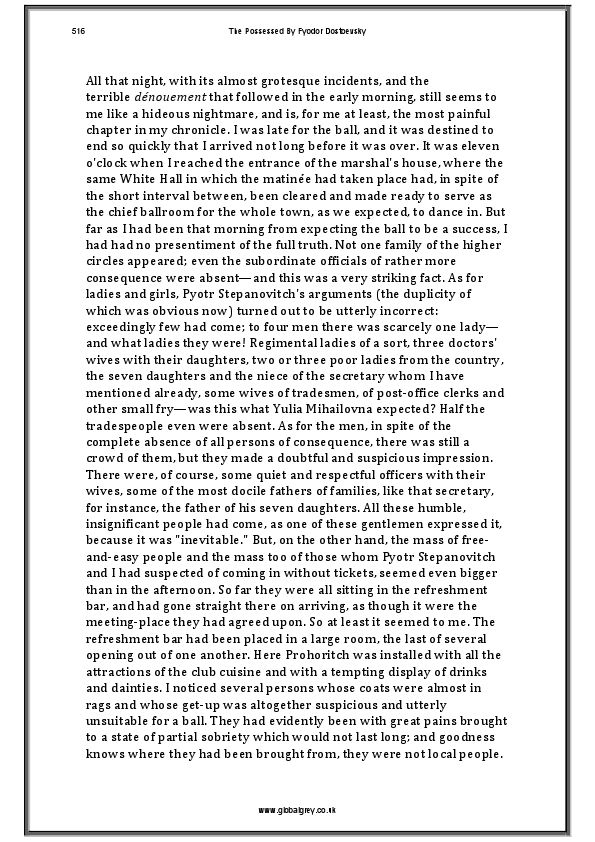 516
The Possessed By Fyodor Dostoevsky
All that night, with its almost grotesque incidents, and the
terrible dénouement that followed in the early morning, still seems to
me like a hideous nightmare, and is, for me at least, the most painful
chapter in my chronicle. I was late for the ball, and it was destined to
end so quickly that I arrived not long before it was over. It was eleven
o'clock when I reached the entrance of the marshal's house, where the
same White Hall in which the matinée had taken place had, in spite of
the short interval between, been cleared and made ready to serve as
the chief ballroom for the whole town, as we expected, to dance in. But
far as I had been that morning from expecting the ball to be a success, I
had had no presentiment of the full truth. Not one family of the higher
circles appeared; even the subordinate officials of rather more
consequence were absent—and this was a very striking fact. As for
ladies and girls, Pyotr Stepanovitch's arguments (the duplicity of
which was obvious now) turned out to be utterly incorrect:
exceedingly few had come; to four men there was scarcely one lady—
and what ladies they were! Regimental ladies of a sort, three doctors'
wives with their daughters, two or three poor ladies from the country,
the seven daughters and the niece of the secretary whom I have
mentioned already, some wives of tradesmen, of post-office clerks and
other small fry—was this what Yulia Mihailovna expected? Half the
tradespeople even were absent. As for the men, in spite of the
complete absence of all persons of consequence, there was still a
crowd of them, but they made a doubtful and suspicious impression.
There were, of course, some quiet and respectful officers with their
wives, some of the most docile fathers of families, like that secretary,
for instance, the father of his seven daughters. All these humble,
insignificant people had come, as one of these gentlemen expressed it,
because it was "inevitable." But, on the other hand, the mass of free-
and-easy people and the mass too of those whom Pyotr Stepanovitch
and I had suspected of coming in without tickets, seemed even bigger
than in the afternoon. So far they were all sitting in the refreshment
bar, and had gone straight there on arriving, as though it were the
meeting-place they had agreed upon. So at least it seemed to me. The
refreshment bar had been placed in a large room, the last of several
opening out of one another. Here Prohoritch was installed with all the
attractions of the club cuisine and with a tempting display of drinks
and dainties. I noticed several persons whose coats were almost in
rags and whose get-up was altogether suspicious and utterly
unsuitable for a ball. They had evidently been with great pains brought
to a state of partial sobriety which would not last long; and goodness
knows where they had been brought from, they were not local people.
www.globalgrey.co.uk